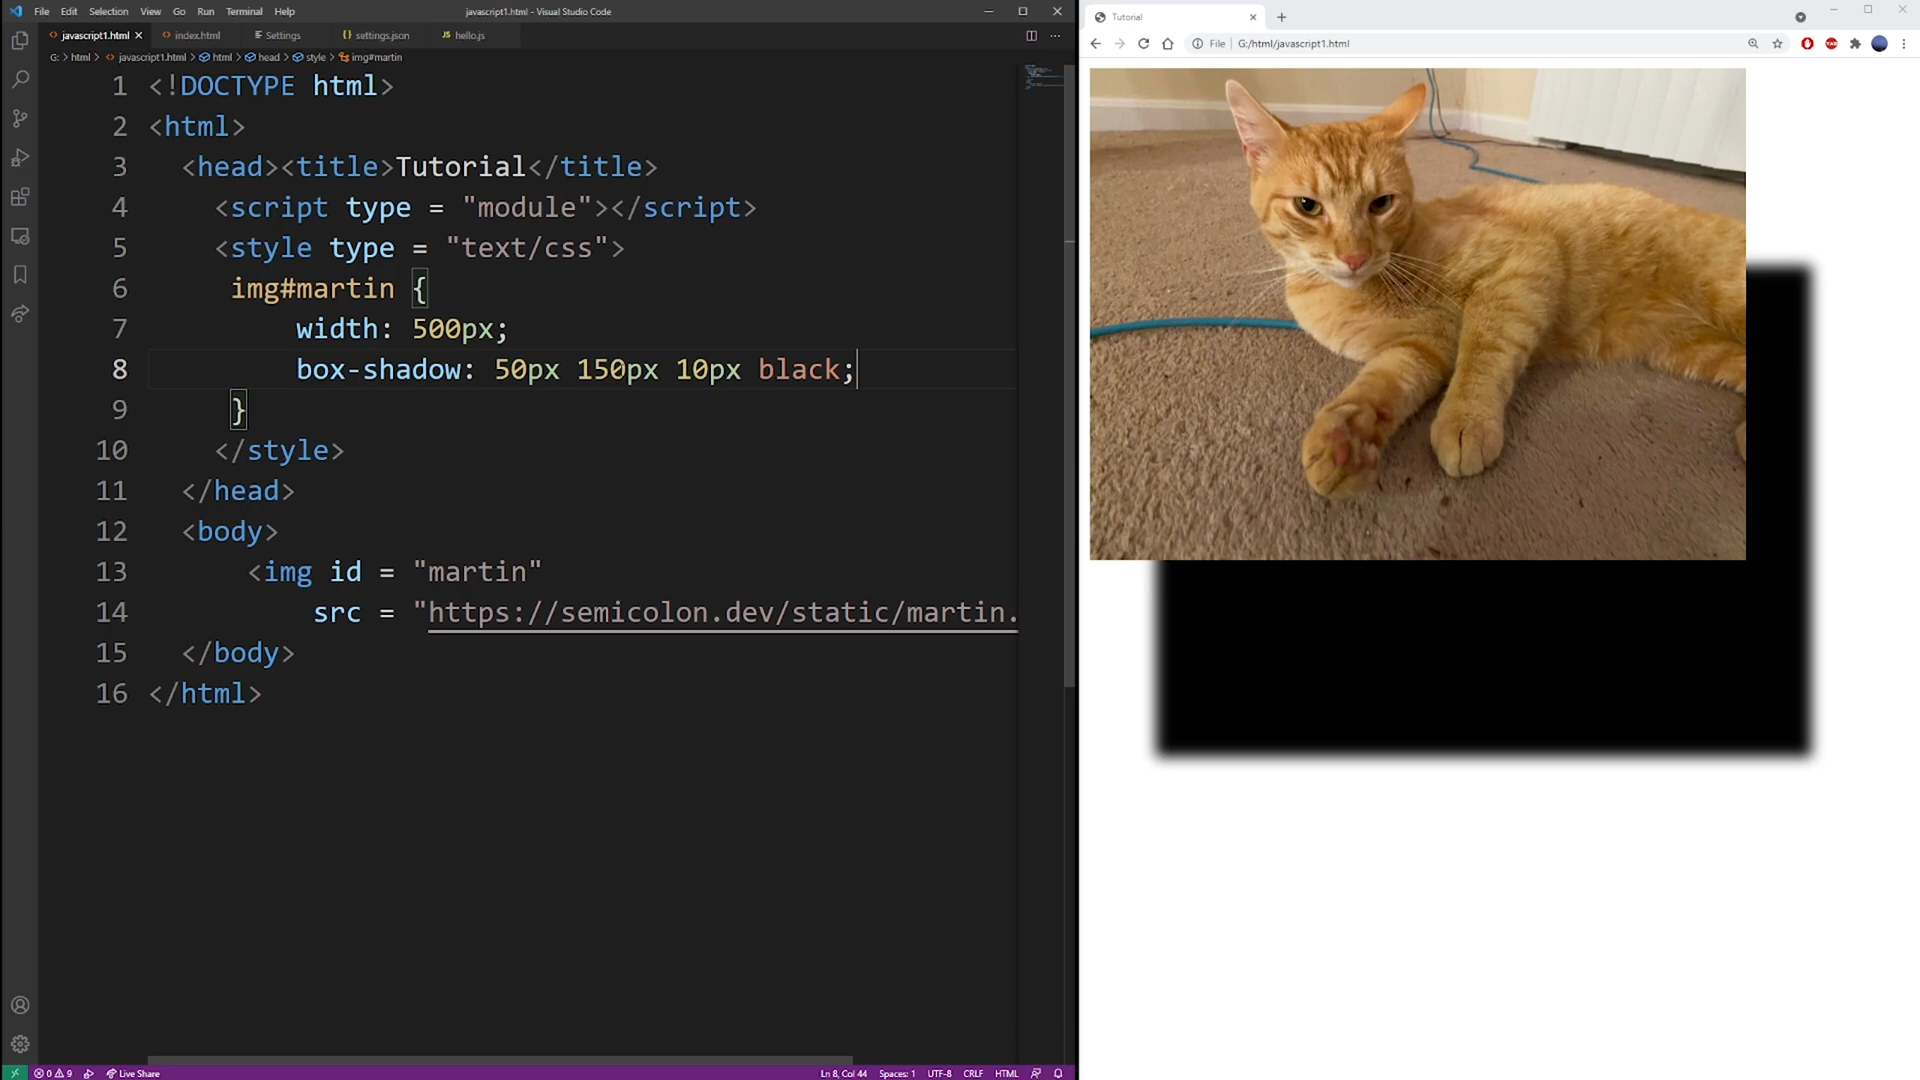 File Edit Selection View Go Run Terminal Help
javascript1.html - Visual Studio Code
javascript1.html index.html Settings settings.json hello.js
G: > html > javascript1.html > html > head > style > img#martin
1 <!DOCTYPE html>
2 <html>
3 <head><title>Tutorial</title>
4 <script type = "module"></script>
5 <style type = "text/css">
6 img#martin {
7 width: 500px;
8 box-shadow: 50px 150px 10px black;
9 }
10 </style>
11 </head>
12 <body>
13 <img id = "martin"
14 src = "https://semicolon.dev/static/martin.
15 </body>
16 </html>
0 9 Live Share
Ln 8, Col 44 Spaces: 1 UTF-8 CRLF HTML
Tutorial
File G:/html/javascript1.html